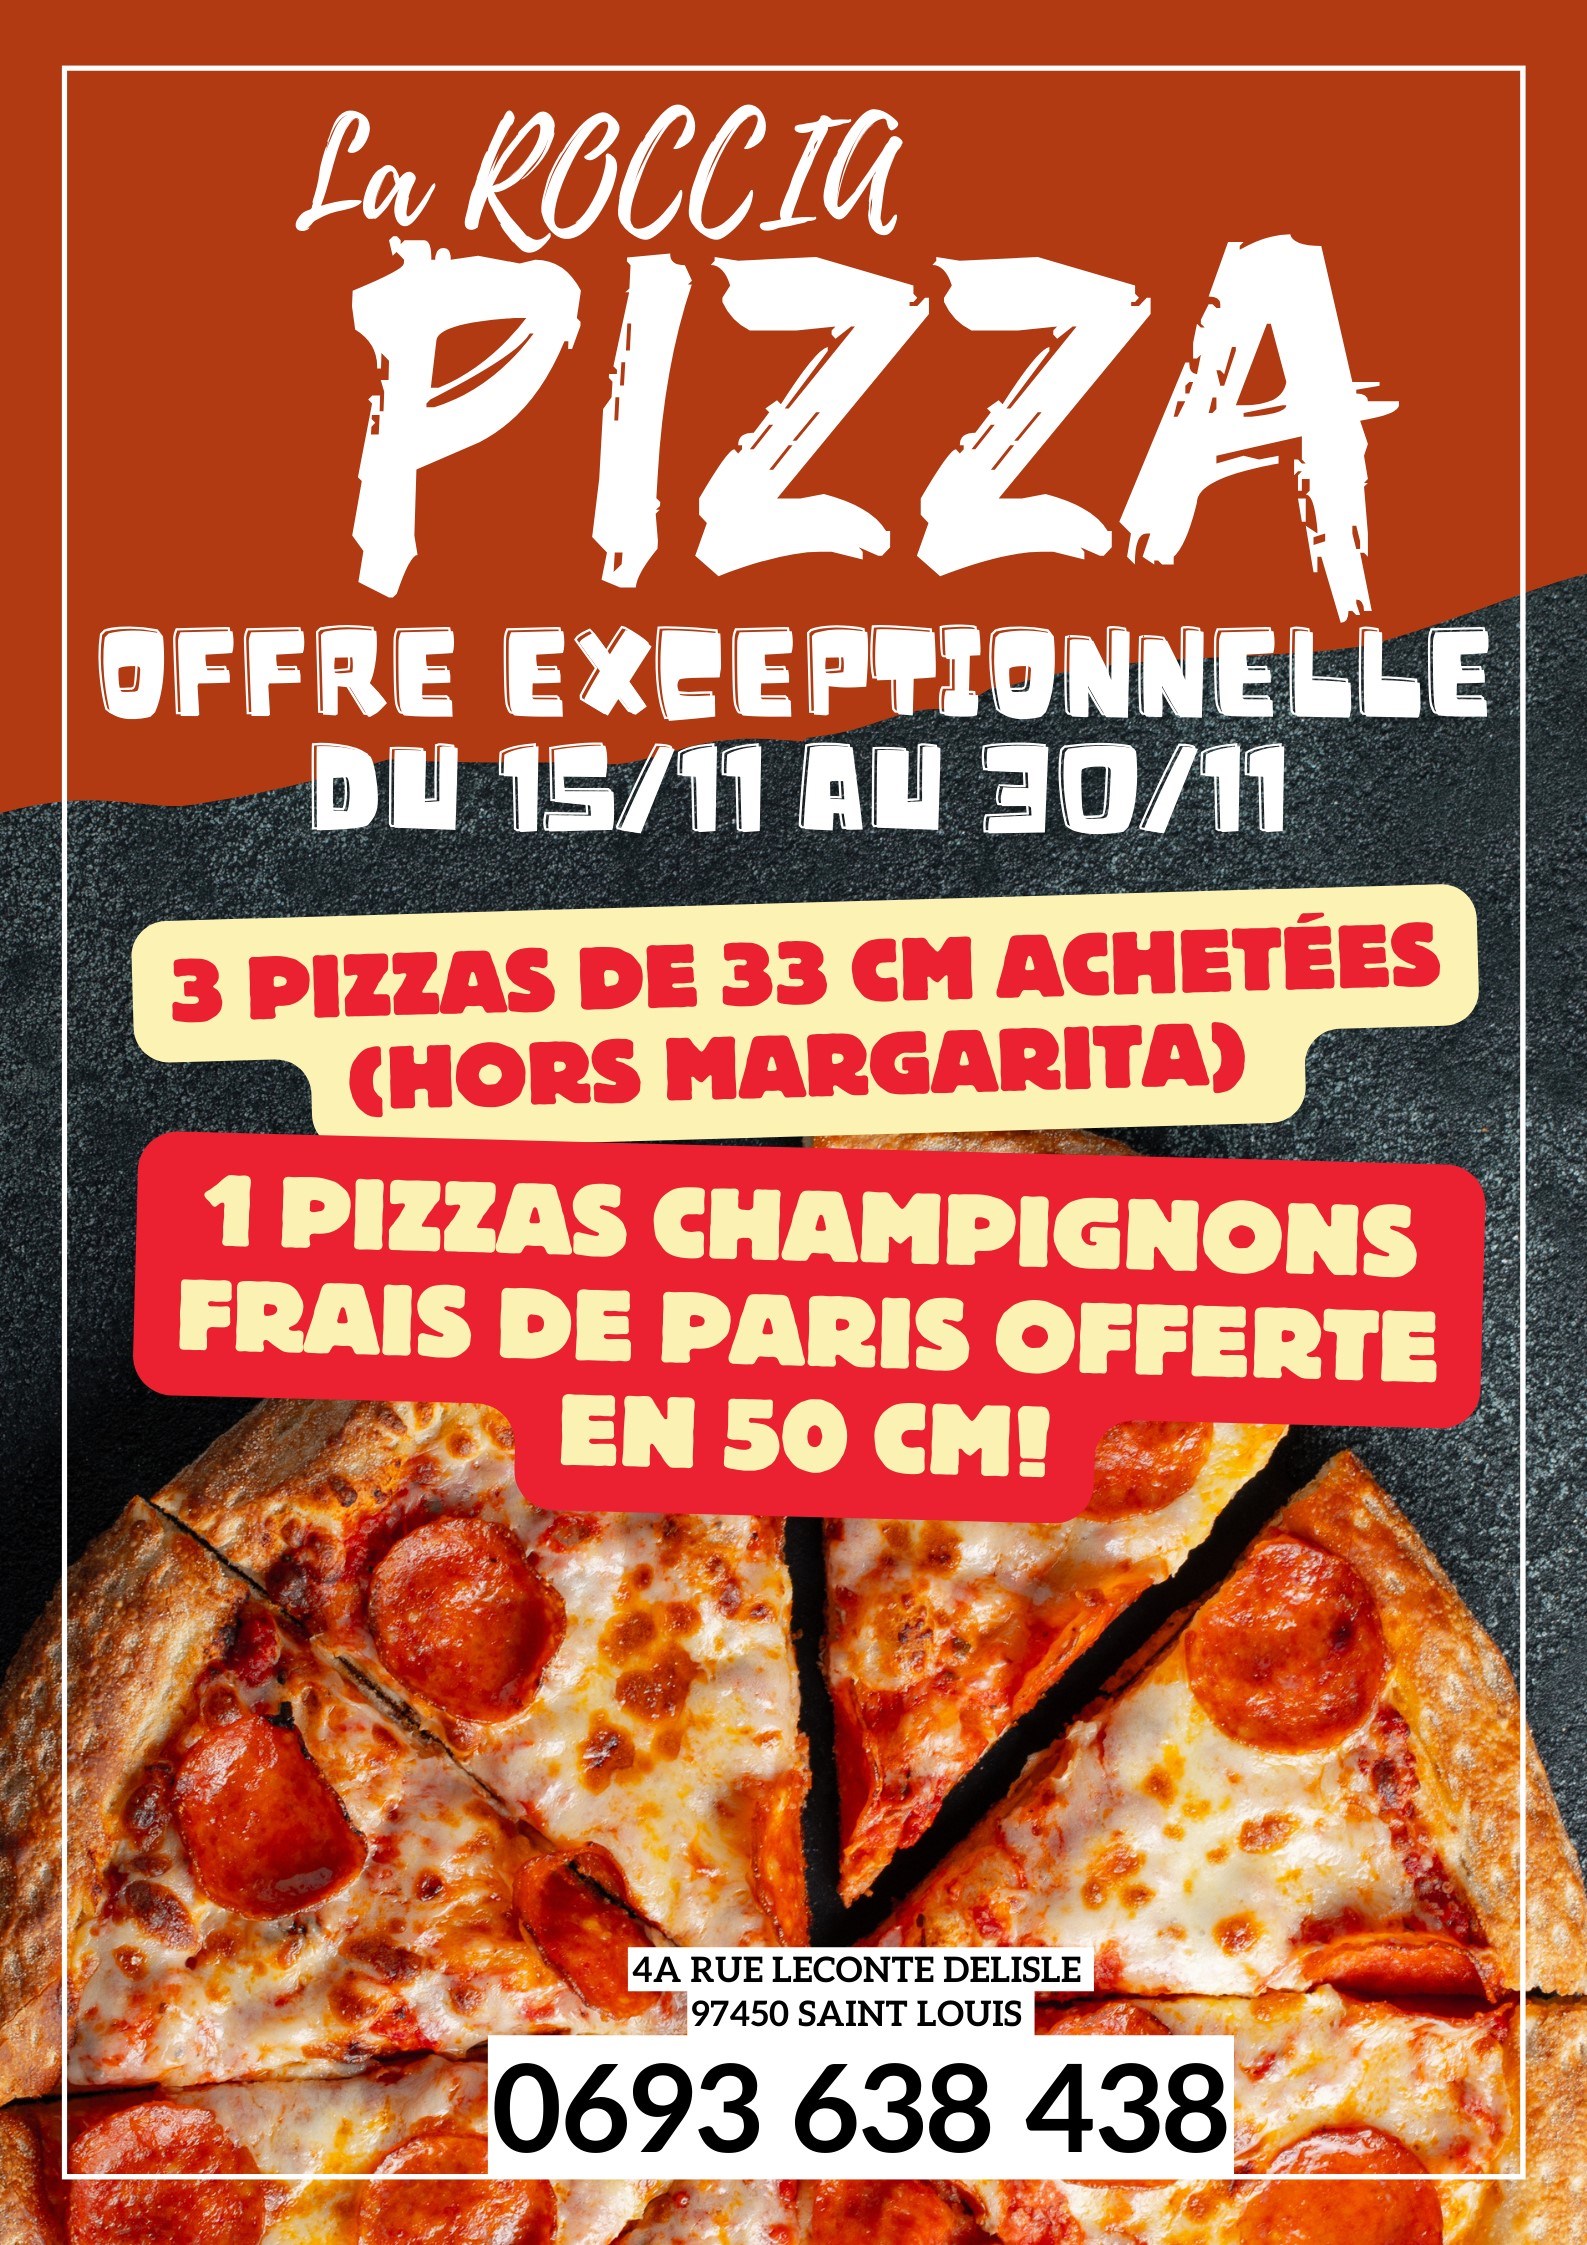 La ROCCIA
PIZZA
OFFRE EXCEPTIONNELLE
DU 15/11 AU 30/11
3 PIZZAS DE 33 CM ACHETÉES
(HORS MARGARITA)
1 PIZZAS CHAMPIGNONS
FRAIS DE PARIS OFFERTE
EN 50 CM!
4A RUE LECONTE DELISLE
97450 SAINT LOUIS
0693 638 438